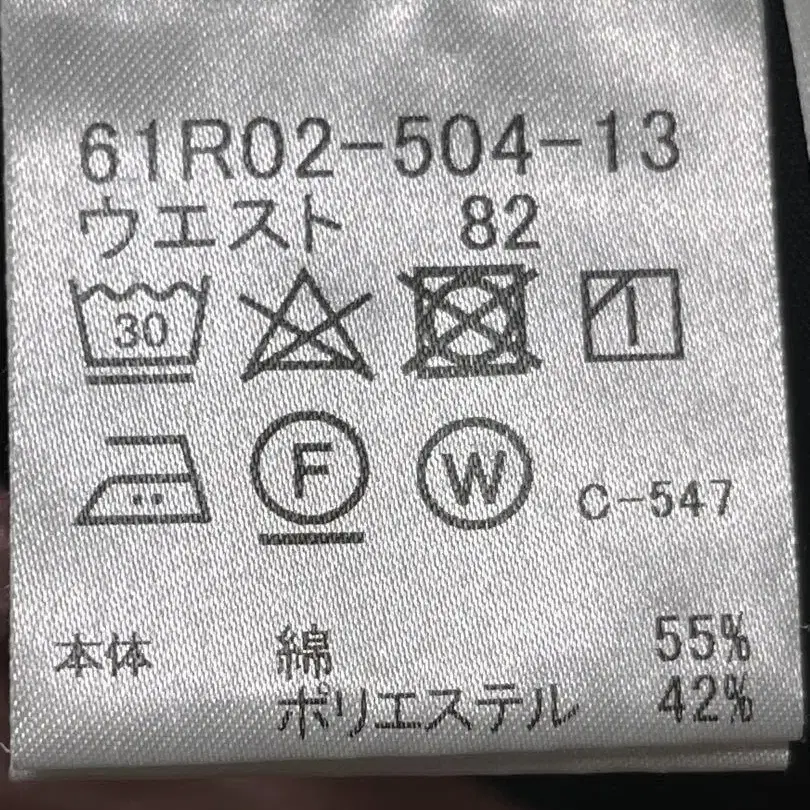 61R02-504-13
ウエスト 82
30
F W C-547
本体 綿 55%
ポリエステル 42%